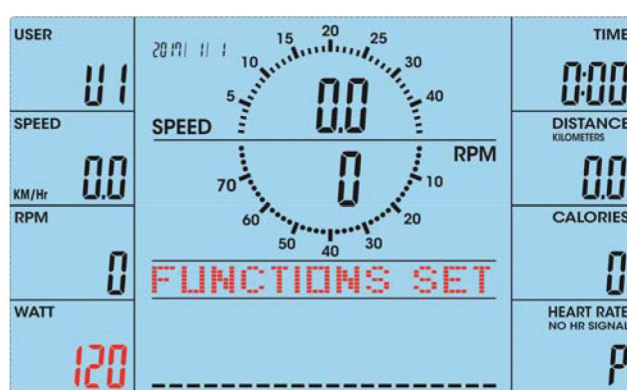 USER
U1
SPEED
KM/Hr 0.0
RPM
0
WATT
120
2017/ 1/ 1
5 10 15 20 25 30 40
SPEED 0.0
RPM
0
70 60 50 40 30 20 10
FUNCTIONS SET
TIME
0:00
DISTANCE
KILOMETERS
0.0
CALORIES
0
HEART RATE
NO HR SIGNAL
P